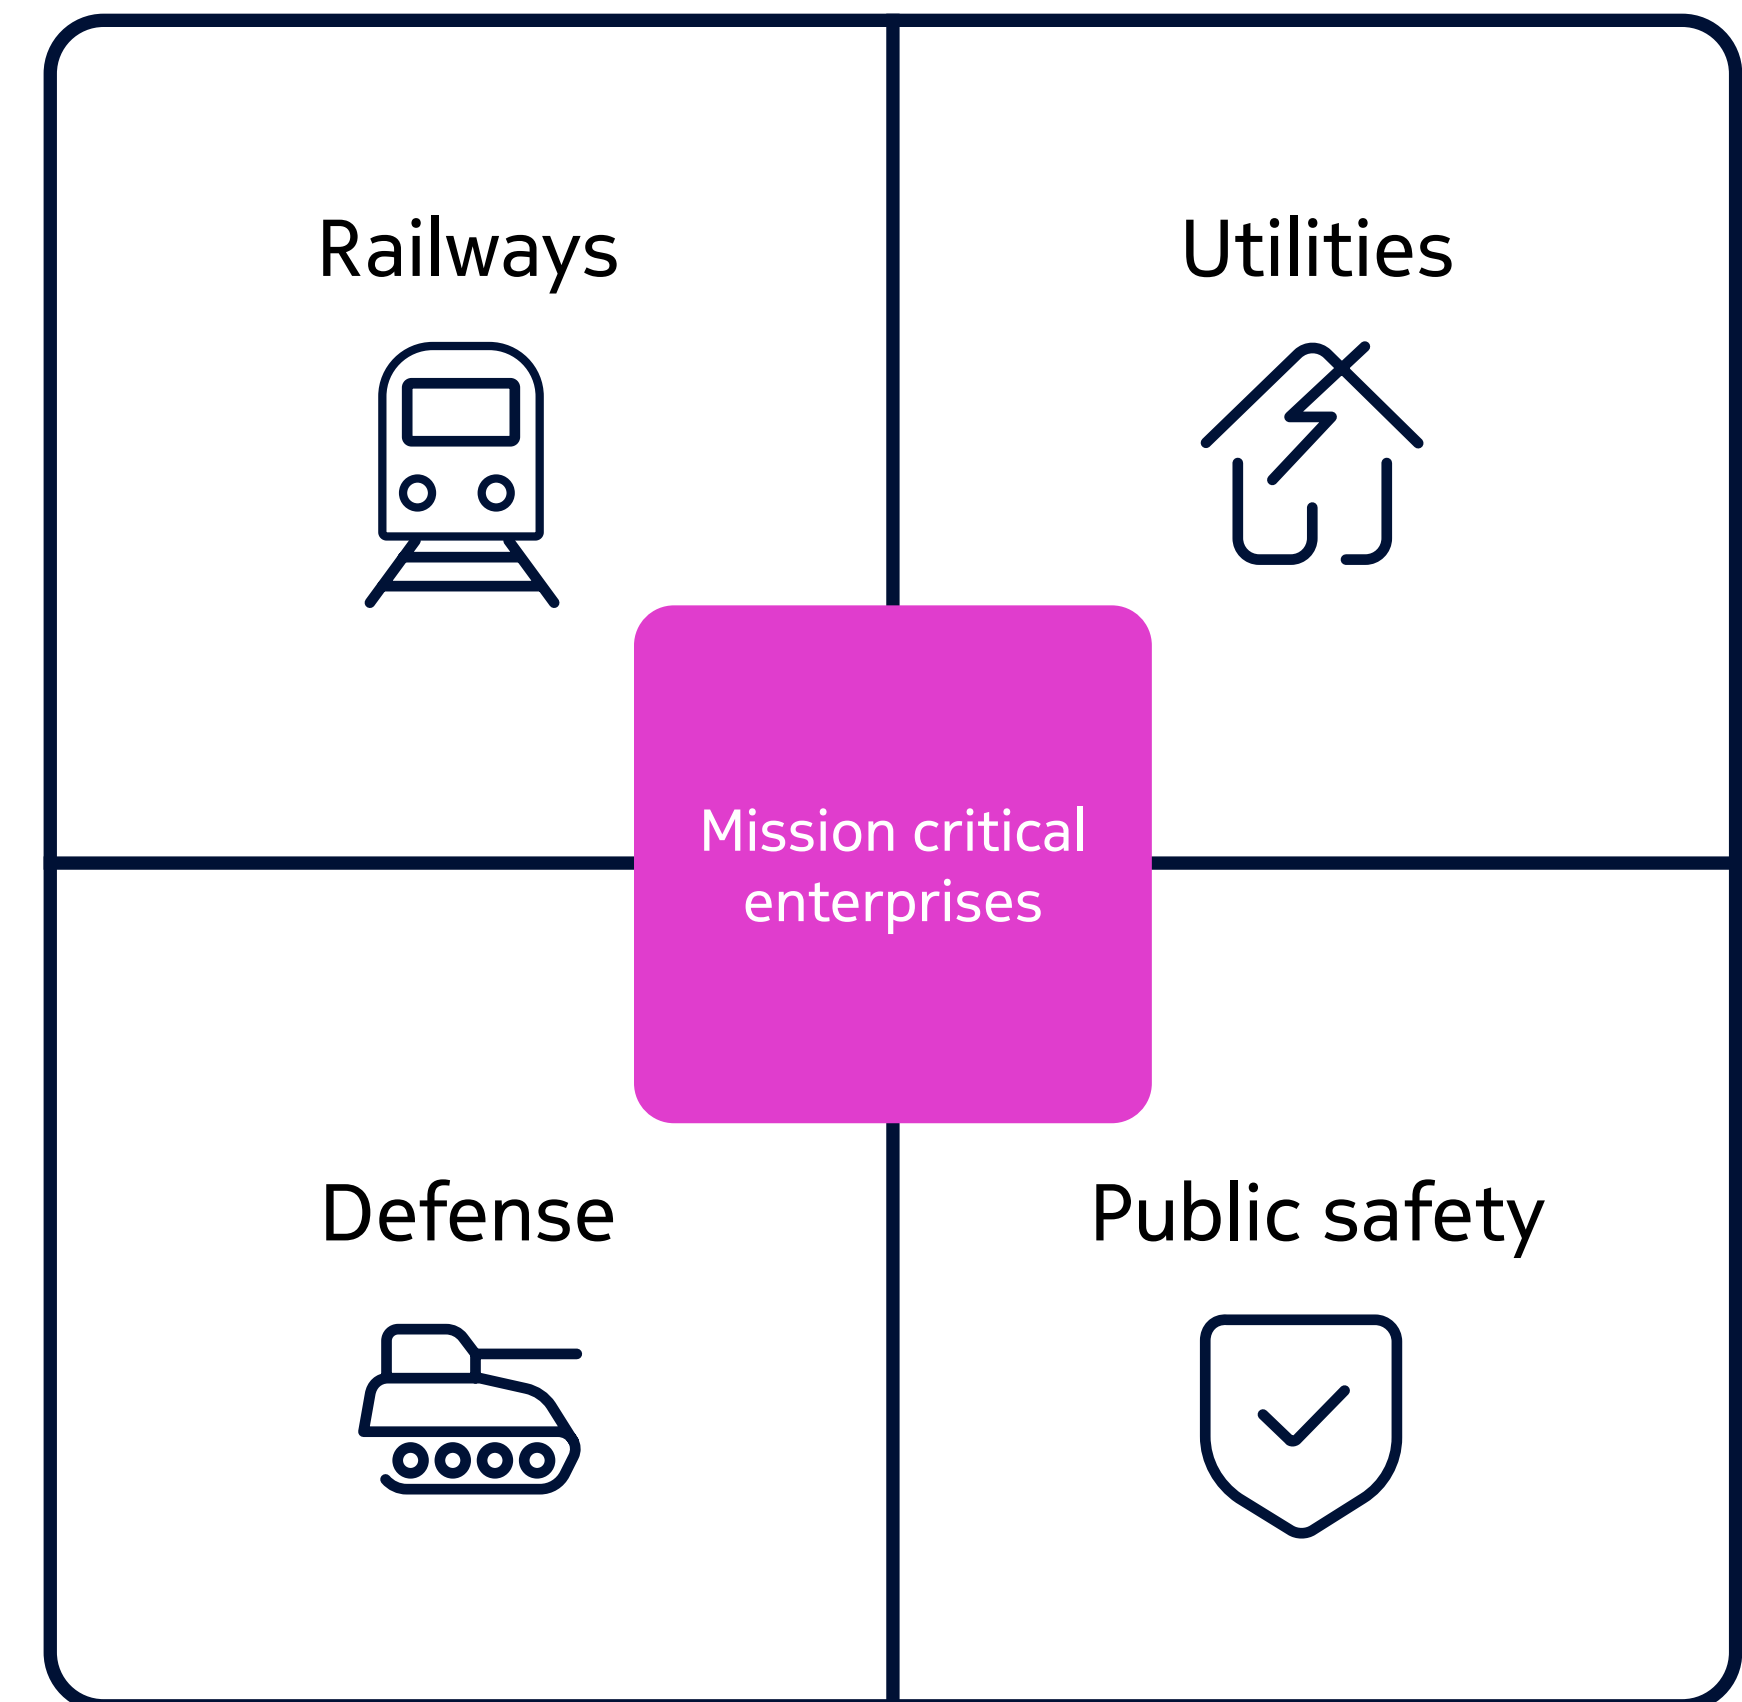 Railways
Utilities
Mission critical
enterprises
Defense
Public safety